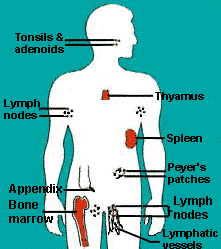 Tonsils &
adenoids
Thyamus
Lymph
nodes
Spleen
Peyer's
patches
Appendix
Bone
marrow
Lymph
nodes
Lymphatic
vessels